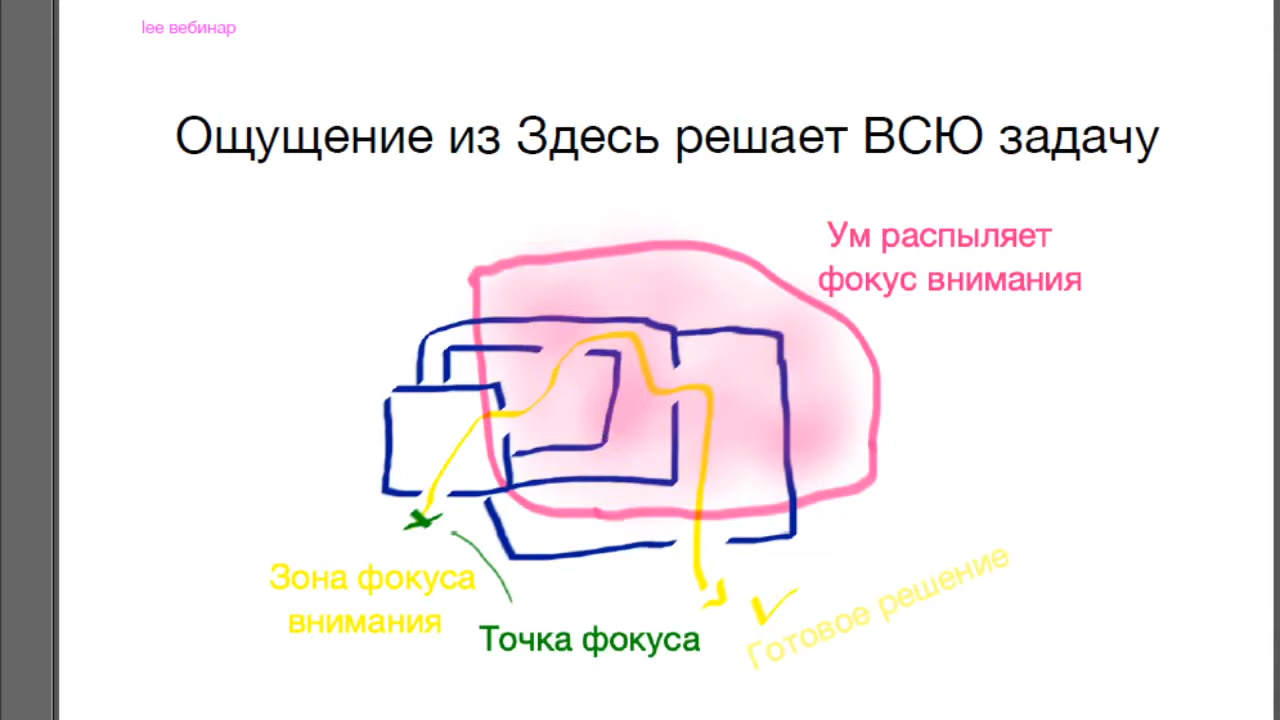 lee вебинар
Ощущение из Здесь решает ВСЮ задачу
Ум распыляет
фокус внимания
Зона фокуса
внимания
Точка фокуса
Готовое решение